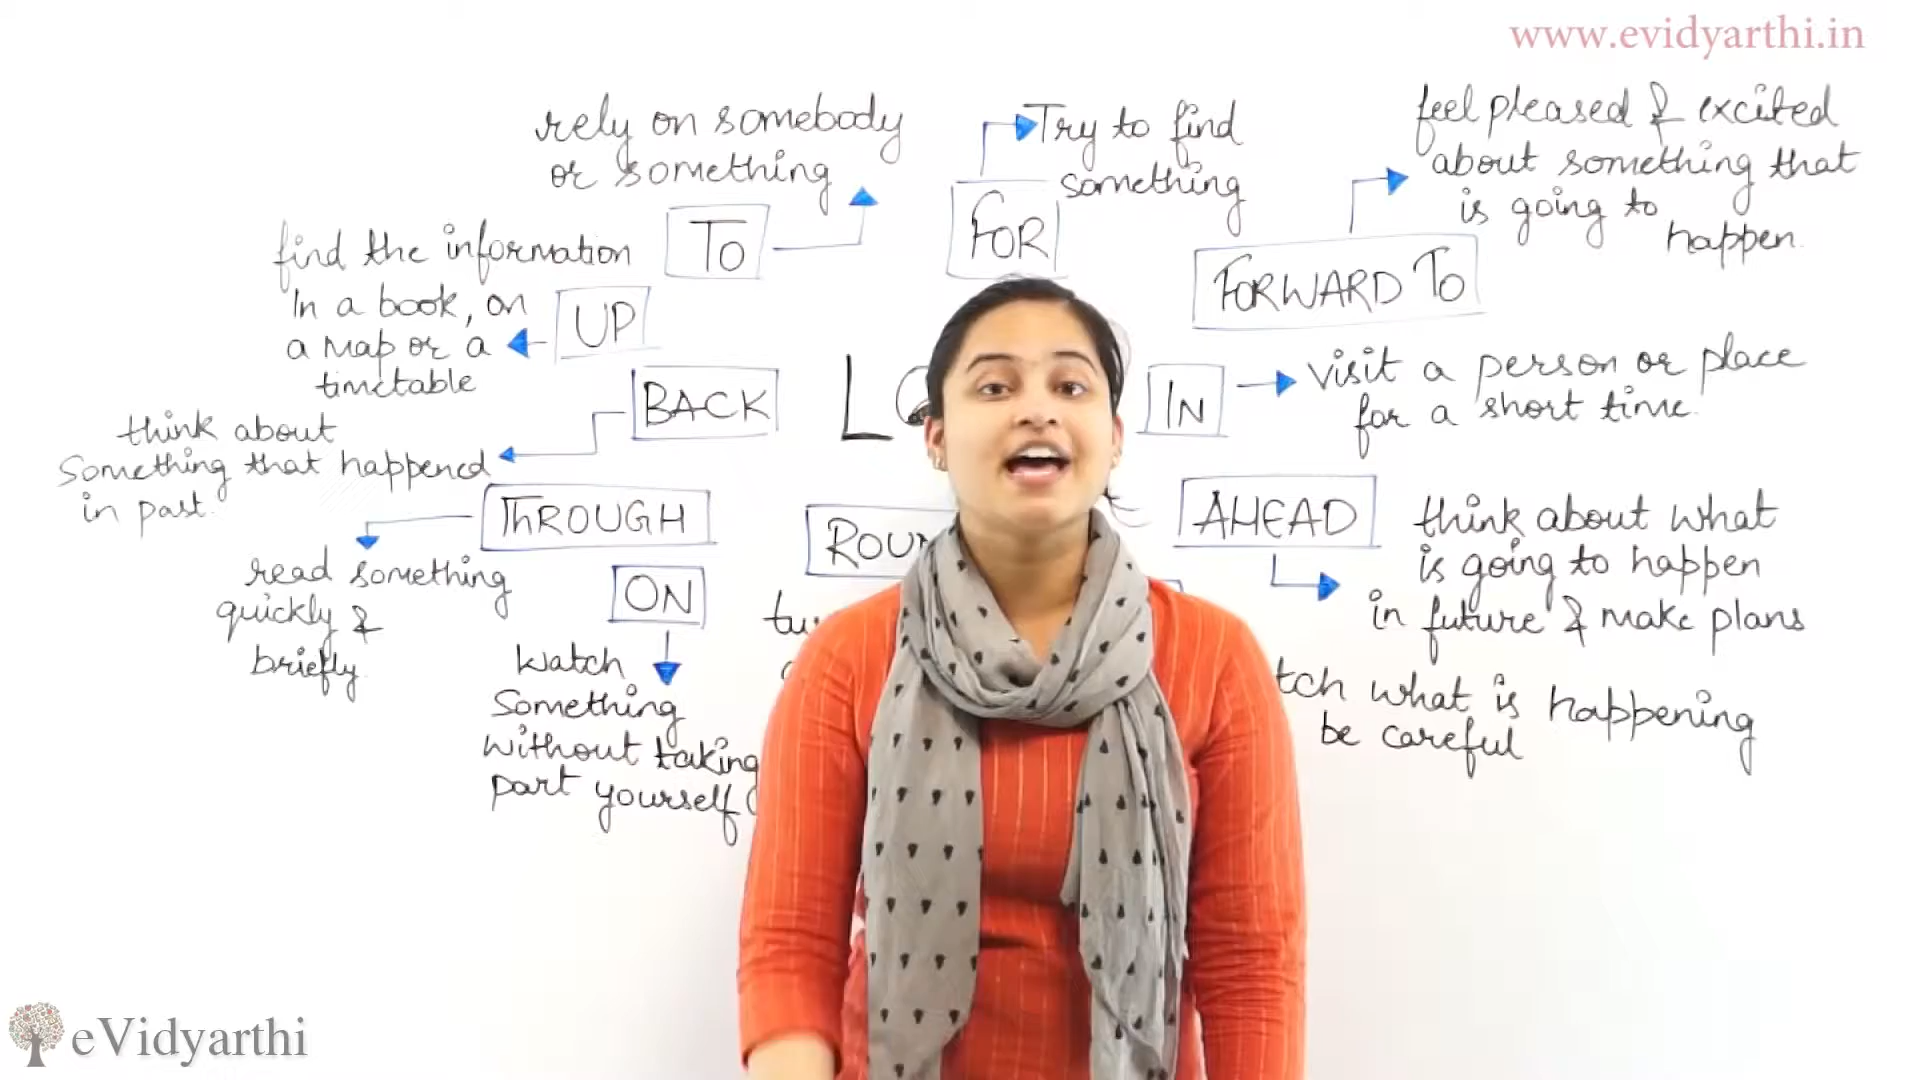 www.evidyarthi.in
rely on somebody
or something
TO
Try to find
something
FOR
feel pleased & excited
about something that
is going to
happen.
FORWARD TO
find the information
In a book, on
a map or a
timetable
UP
BACK
think about
Something that happened
in past.
IN
visit a person or place
for a short time.
THROUGH
read something
quickly &
briefly.
ON
Watch
Something
without taking
part yourself
AHEAD
think about what
is going to happen
in future & make plans
what is happening
be careful
eVidyarthi